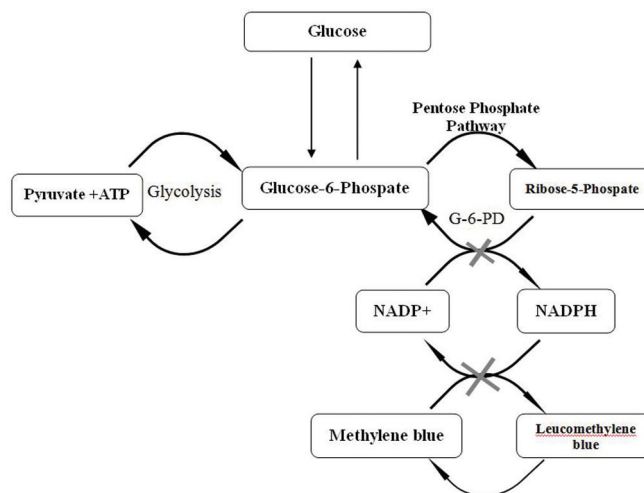 Glucose
Pentose Phosphate
Pathway
Pyruvate +ATP
Glycolysis
Glucose-6-Phospate
Ribose-5-Phospate
G-6-PD
NADP+
NADPH
Methylene blue
Leucomethylene
blue